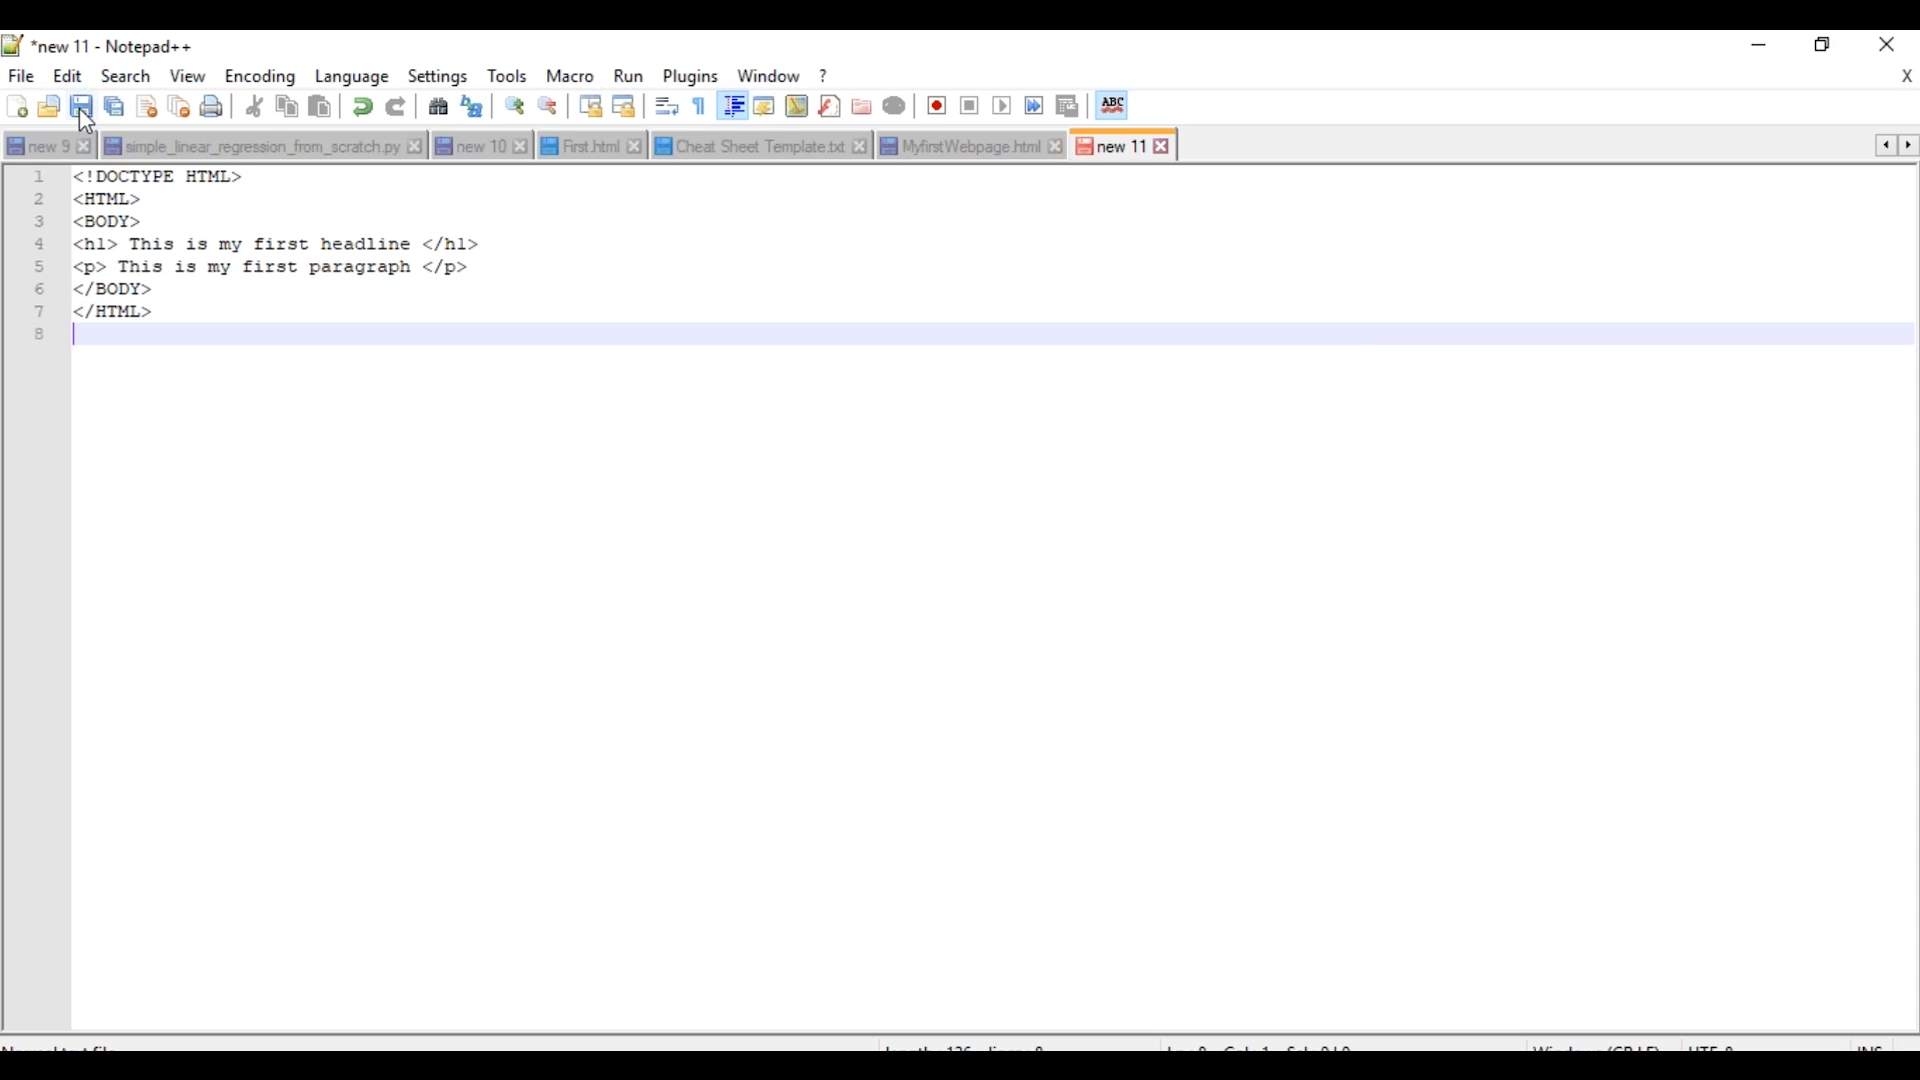 *new 11 - Notepad++
File Edit Search View Encoding Language Settings Tools Macro Run Plugins Window ? X
ABC
new 9 simple_linear_regression_from_scratch.py new 10 First.html Cheat Sheet Template.txt MyfirstWebpage.html new 11
1 <!DOCTYPE HTML>
2 <HTML>
3 <BODY>
4 <h1> This is my first headline </h1>
5 <p> This is my first paragraph </p>
6 </BODY>
7 </HTML>
8